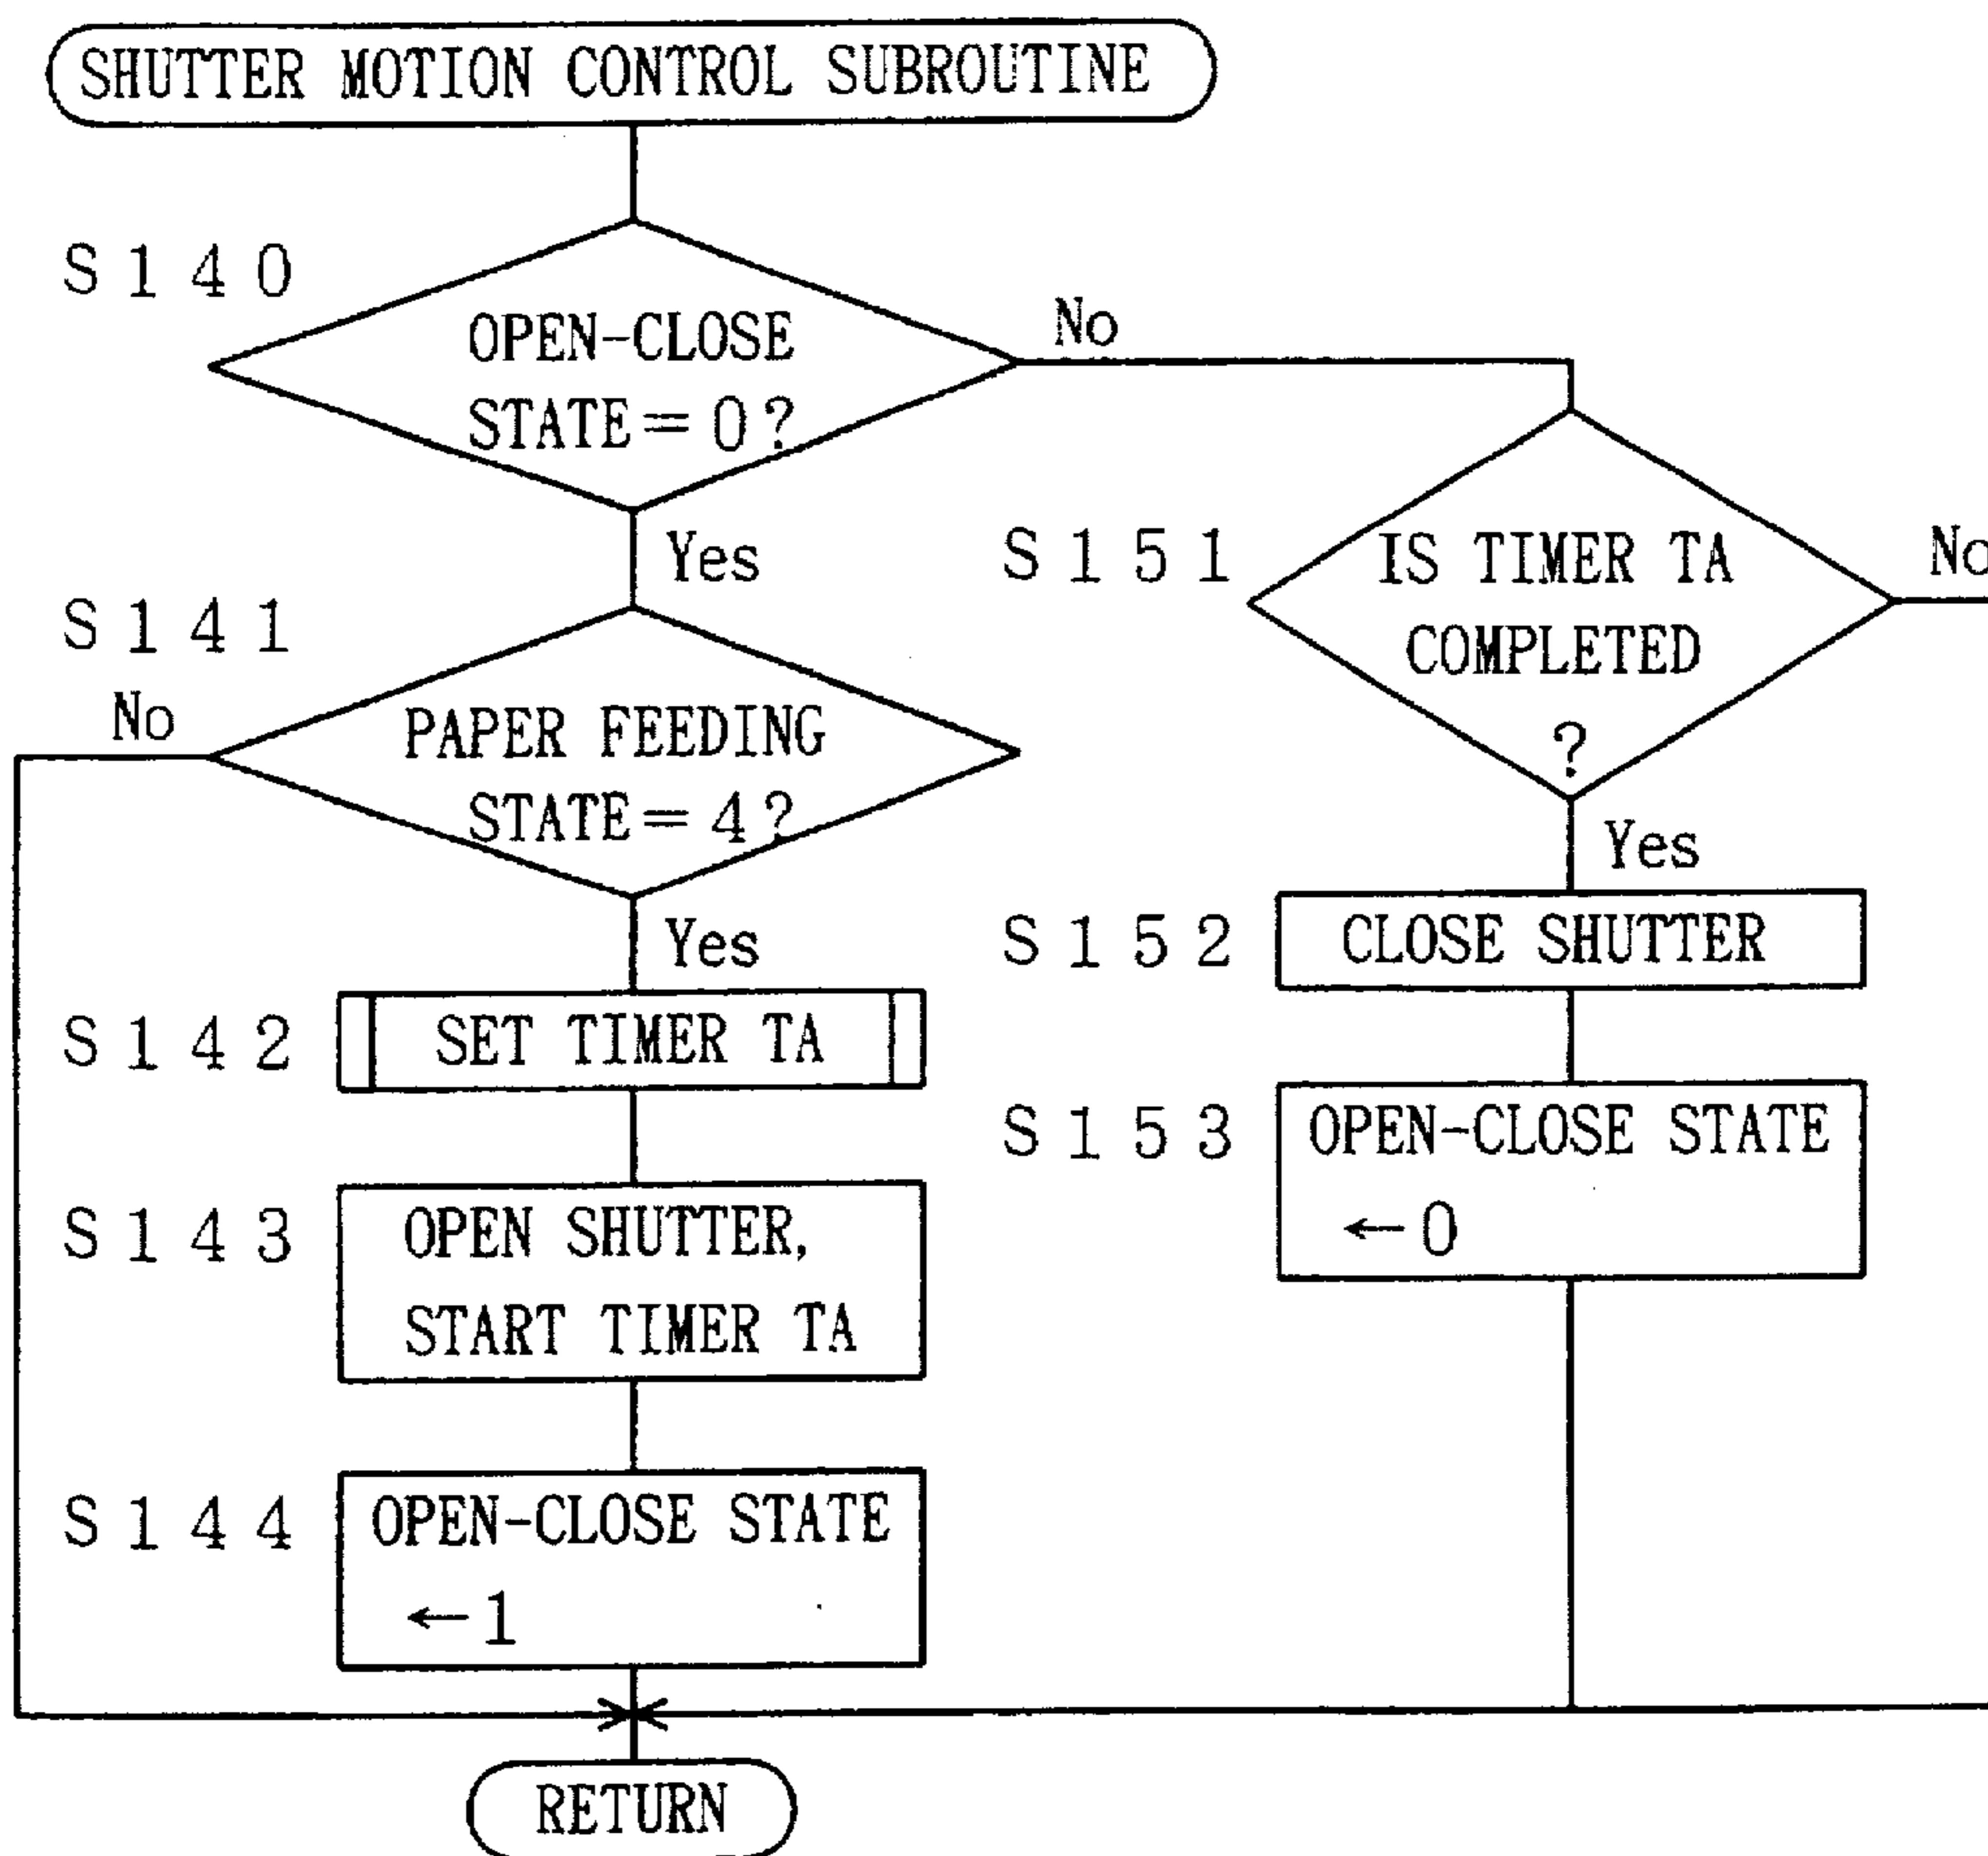 SHUTTER MOTION CONTROL SUBROUTINE
S140
OPEN-CLOSE
STATE=0?
No
Yes
S141
No
PAPER FEEDING
STATE=4?
Yes
S142
SET TIMER TA
S143
OPEN SHUTTER,
START TIMER TA
S144
OPEN-CLOSE STATE
←1
S151
IS TIMER TA
COMPLETED
?
No
Yes
S152
CLOSE SHUTTER
S153
OPEN-CLOSE STATE
←0
RETURN